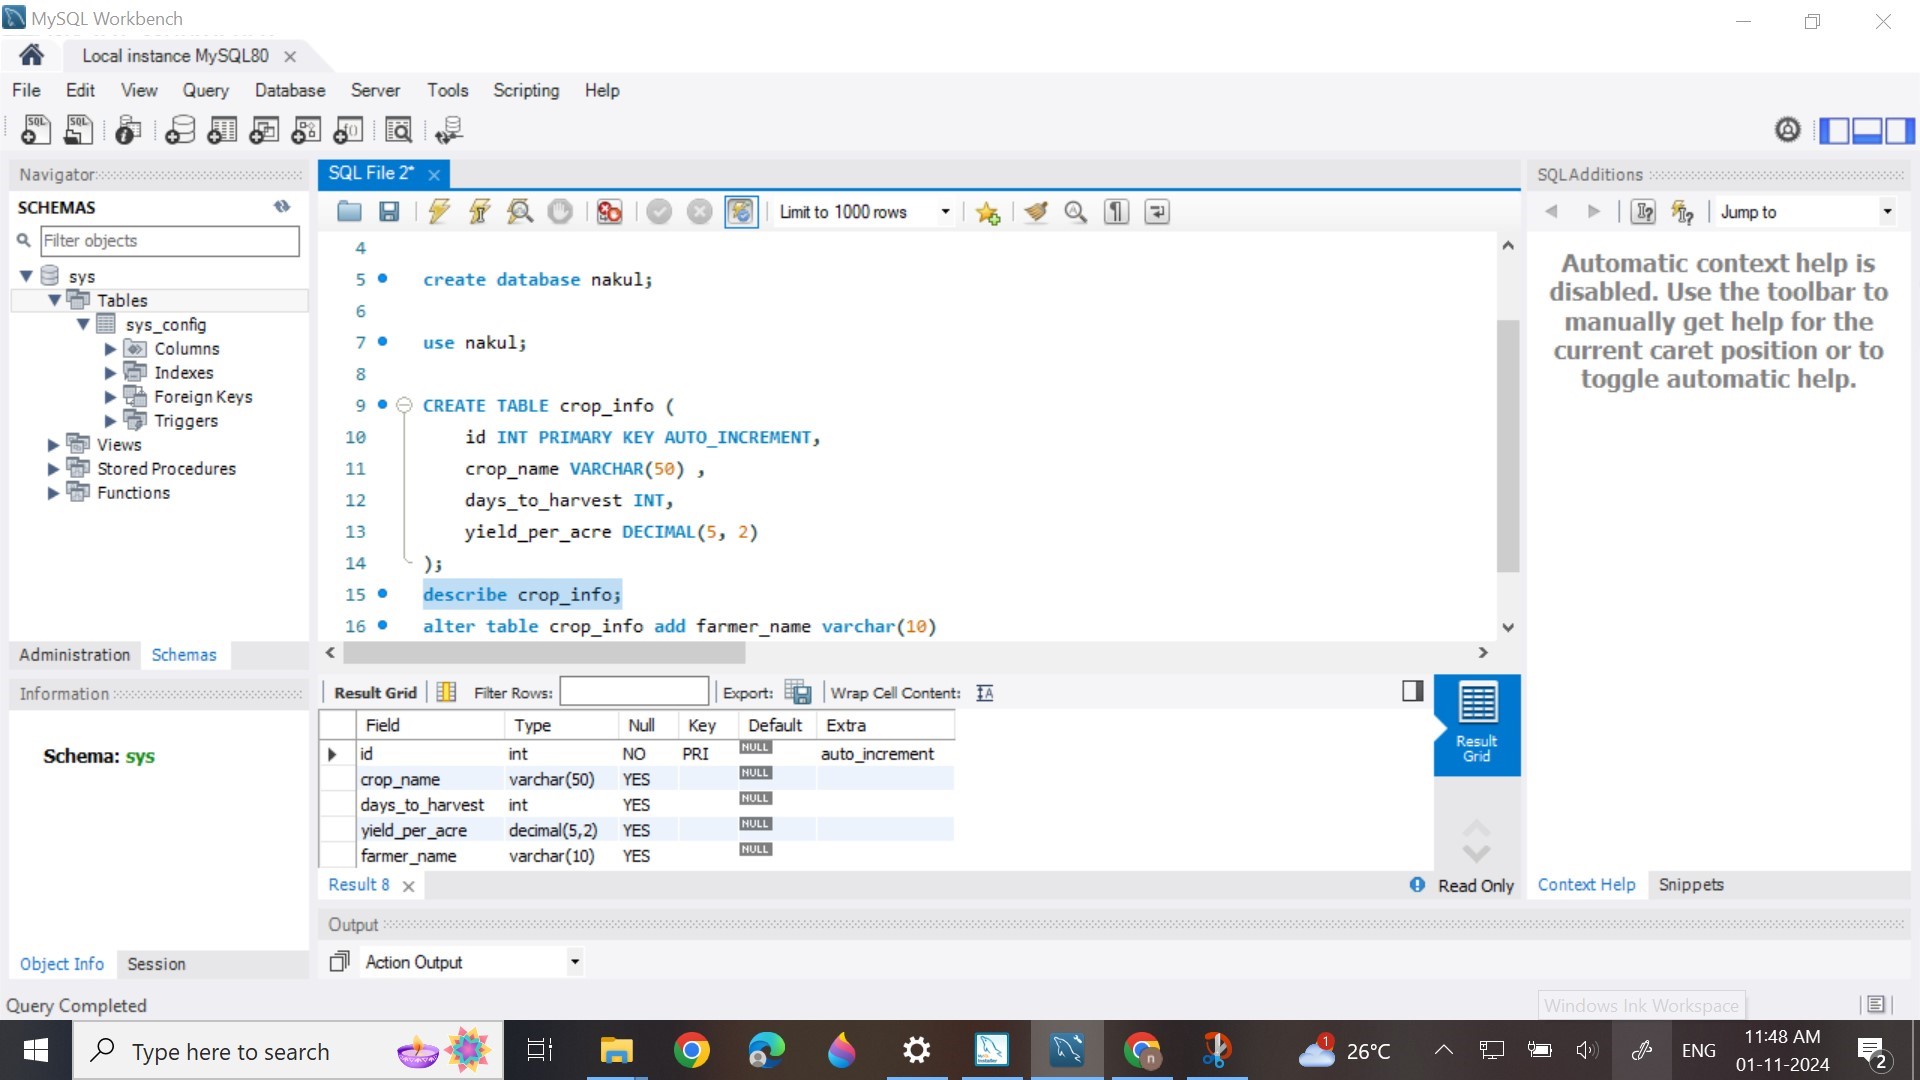 MySQL Workbench
Local instance MySQL80
File Edit View Query Database Server Tools Scripting Help
Navigator
SCHEMAS
Filter objects
sys
Tables
sys_config
Columns
Indexes
Foreign Keys
Triggers
Views
Stored Procedures
Functions
Administration Schemas
Information
Schema: sys
Object Info Session
SQL File 2*
Limit to 1000 rows
4
5 create database nakul;
6
7 use nakul;
8
9 CREATE TABLE crop_info (
10 id INT PRIMARY KEY AUTO_INCREMENT,
11 crop_name VARCHAR(50) ,
12 days_to_harvest INT,
13 yield_per_acre DECIMAL(5, 2)
14 );
15 describe crop_info;
16 alter table crop_info add farmer_name varchar(10)
Result Grid Filter Rows: Export: Wrap Cell Content:
Field Type Null Key Default Extra
id int NO PRI NULL auto_increment
crop_name varchar(50) YES NULL
days_to_harvest int YES NULL
yield_per_acre decimal(5,2) YES NULL
farmer_name varchar(10) YES NULL
Result Grid
Result 8
Read Only
Output
Action Output
SQLAdditions
Jump to
Automatic context help is
disabled. Use the toolbar to
manually get help for the
current caret position or to
toggle automatic help.
Context Help Snippets
Query Completed
Windows Ink Workspace
Type here to search
1
26°C
ENG
11:48 AM
01-11-2024
2